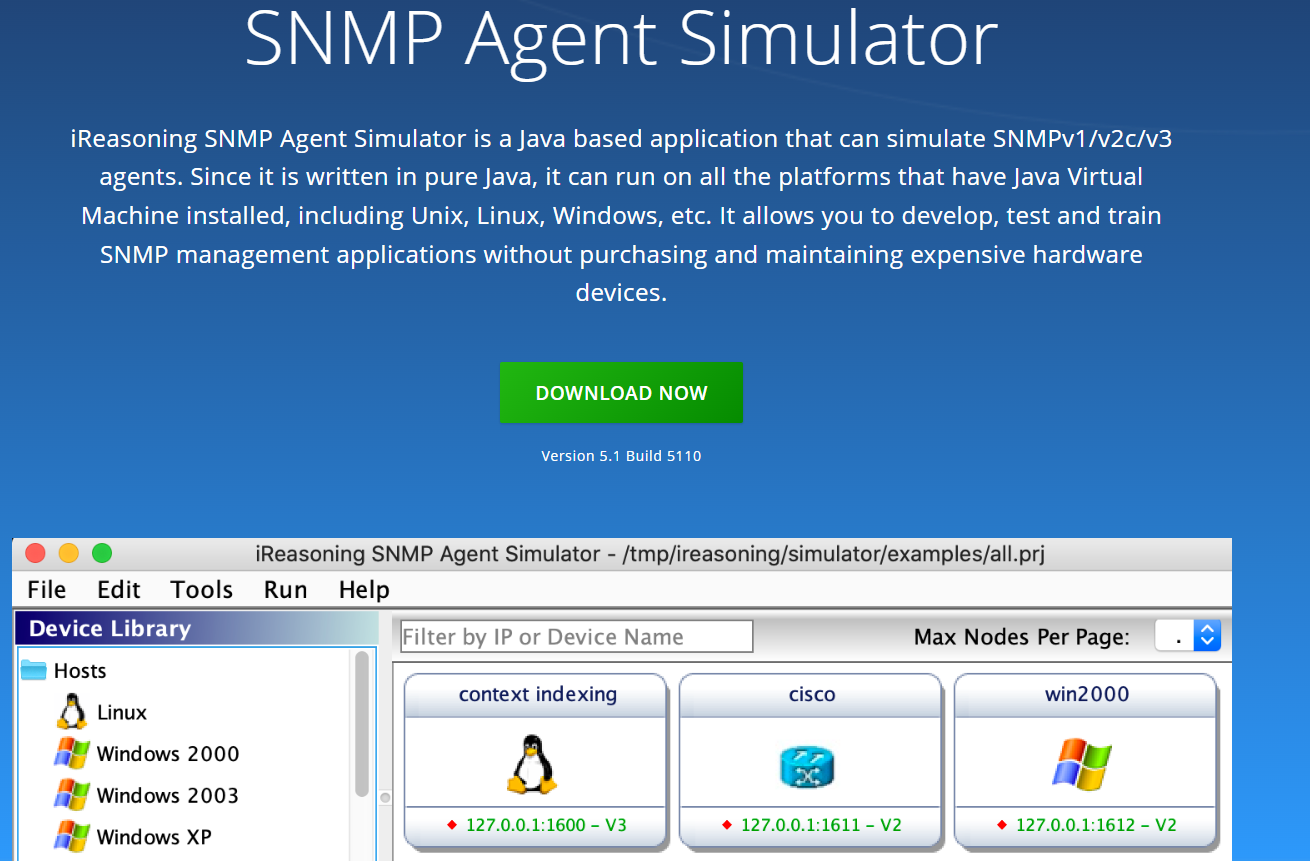 SNMP Agent Simulator
iReasoning SNMP Agent Simulator is a Java based application that can simulate SNMPv1/v2c/v3
agents. Since it is written in pure Java, it can run on all the platforms that have Java Virtual
Machine installed, including Unix, Linux, Windows, etc. It allows you to develop, test and train
SNMP management applications without purchasing and maintaining expensive hardware
devices.
DOWNLOAD NOW
Version 5.1 Build 5110
iReasoning SNMP Agent Simulator - /tmp/ireasoning/simulator/examples/all.prj
File Edit Tools Run Help
Device Library
Filter by IP or Device Name
Max Nodes Per Page: .
Hosts
Linux
Windows 2000
Windows 2003
Windows XP
context indexing
cisco
win2000
127.0.0.1:1600 – V3
127.0.0.1:1611 – V2
127.0.0.1:1612 – V2